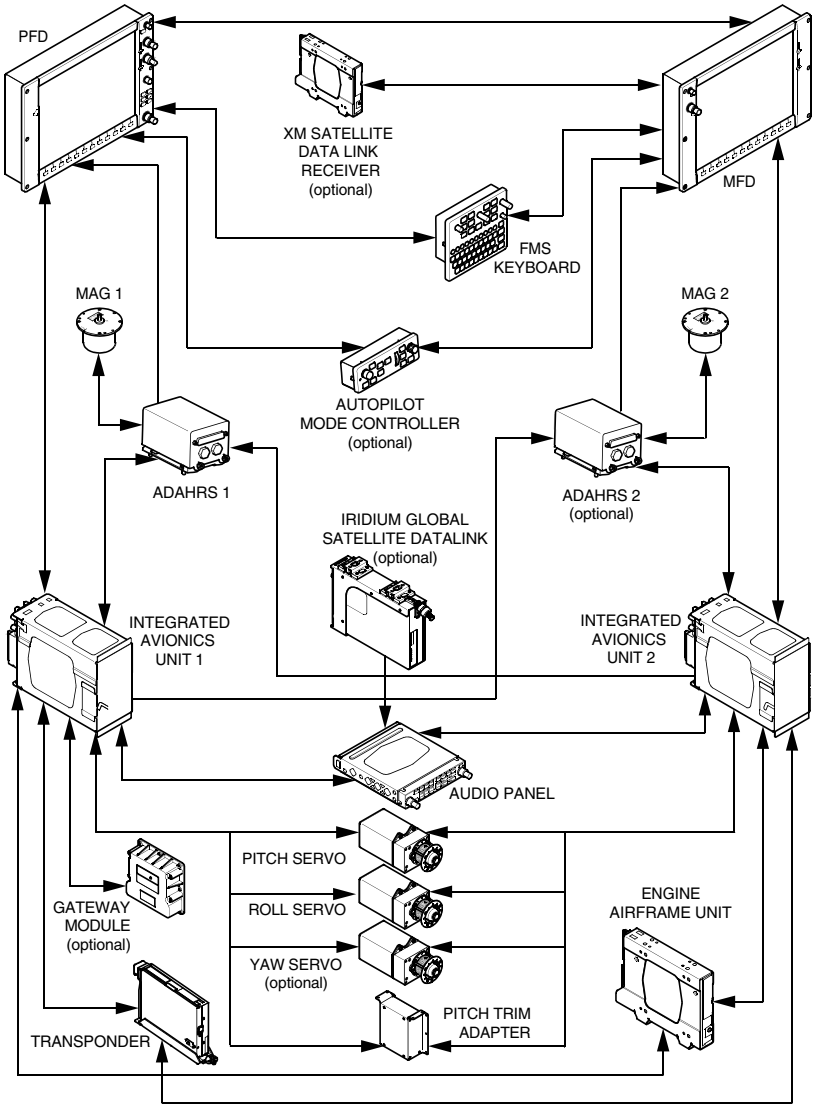 PFD
XM SATELLITE
DATA LINK
RECEIVER
(optional)
MFD
FMS
KEYBOARD
MAG 1
MAG 2
AUTOPILOT
MODE CONTROLLER
(optional)
ADAHRS 1
ADAHRS 2
(optional)
IRIDIUM GLOBAL
SATELLITE DATALINK
(optional)
INTEGRATED
AVIONICS
UNIT 1
INTEGRATED
AVIONICS
UNIT 2
AUDIO PANEL
PITCH SERVO
GATEWAY
MODULE
(optional)
ROLL SERVO
ENGINE
AIRFRAME UNIT
YAW SERVO
(optional)
TRANSPONDER
PITCH TRIM
ADAPTER